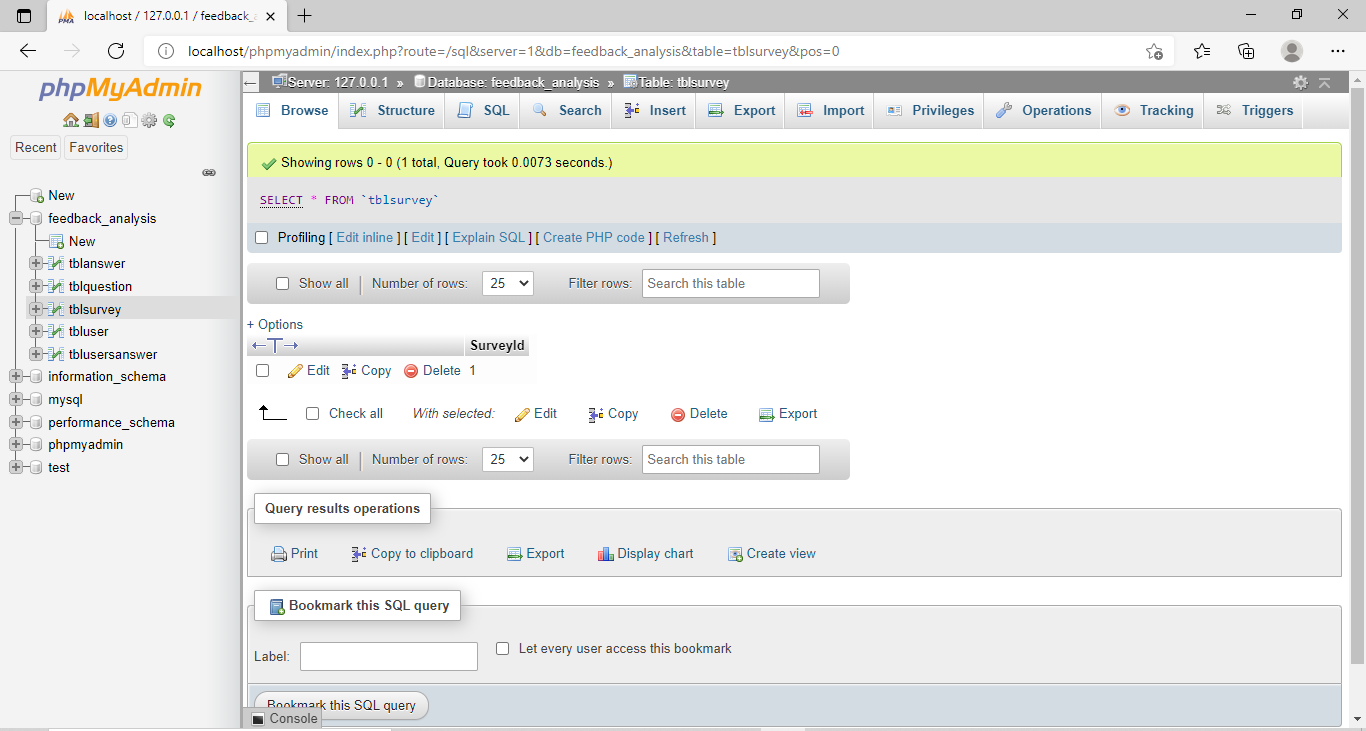 localhost / 127.0.0.1 / feedback_
localhost/phpmyadmin/index.php?route=/sql&server=1&db=feedback_analysis&table=tblsurvey&pos=0
phpMyAdmin
Recent Favorites
New
feedback_analysis
New
tblanswer
tblquestion
tblsurvey
tbluser
tblusersanswer
information_schema
mysql
performance_schema
phpmyadmin
test
Server: 127.0.0.1 » Database: feedback_analysis » Table: tblsurvey
Browse Structure SQL Search Insert Export Import Privileges Operations Tracking Triggers
Showing rows 0 - 0 (1 total, Query took 0.0073 seconds.)
SELECT * FROM `tblsurvey`
Profiling [ Edit inline ] [ Edit ] [ Explain SQL ] [ Create PHP code ] [ Refresh ]
Show all | Number of rows: 25 Filter rows: Search this table
+ Options
←T→ SurveyId
Edit Copy Delete 1
Check all With selected: Edit Copy Delete Export
Show all | Number of rows: 25 Filter rows: Search this table
Query results operations
Print Copy to clipboard Export Display chart Create view
Bookmark this SQL query
Label: Let every user access this bookmark
Bookmark this SQL query
Console